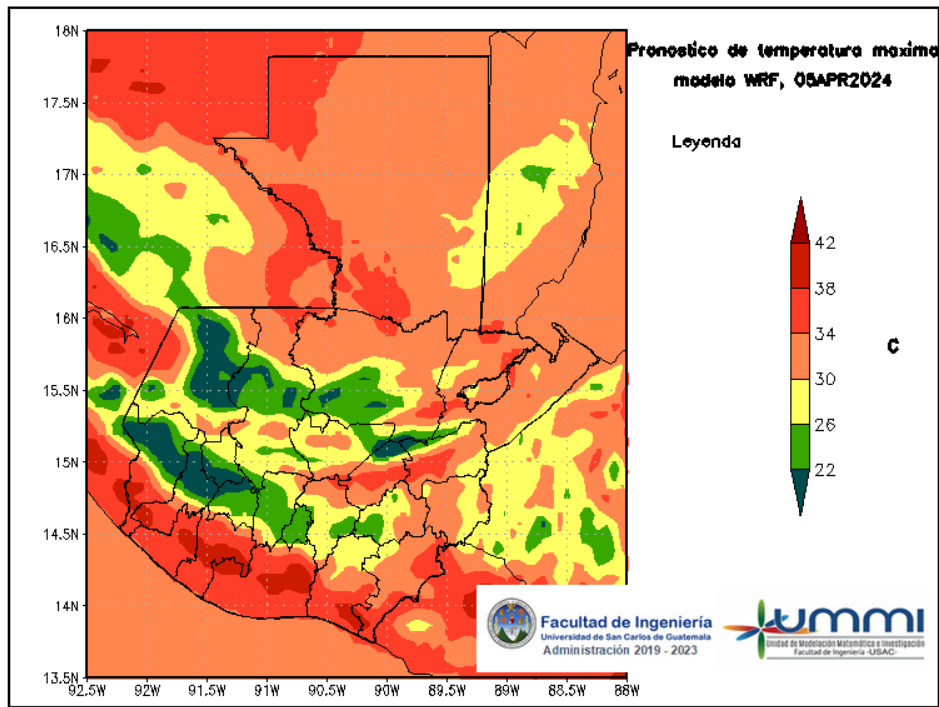 Pronostico de temperatura maxima
modelo WRF, 05APR2024
Leyenda
42
38
34
30
26
22
C
18N
17.5N
17N
16.5N
16N
15.5N
15N
14.5N
14N
13.5N
92.5W
92W
91.5W
91W
90.5W
90W
89.5W
89W
88.5W
88W
Facultad de Ingeniería
Universidad de San Carlos de Guatemala
Administración 2019 - 2023
UMMI
Unidad de Modelación Matemática e Investigación
Facultad de Ingeniería -USAC-